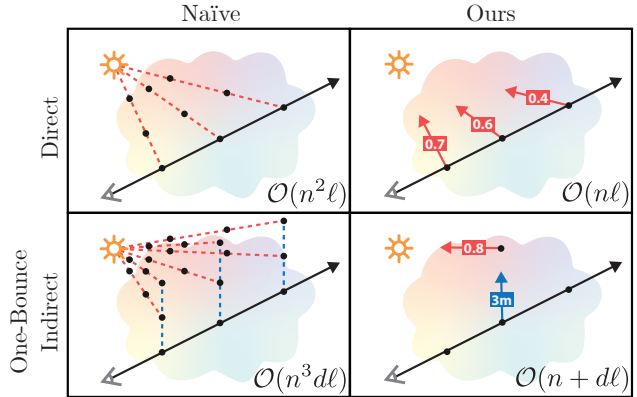 Naïve
Ours
Direct
0.4
0.6
0.7
𝒪(n²ℓ)
𝒪(nℓ)
One-Bounce
Indirect
0.8
3m
𝒪(n³dℓ)
𝒪(n + dℓ)